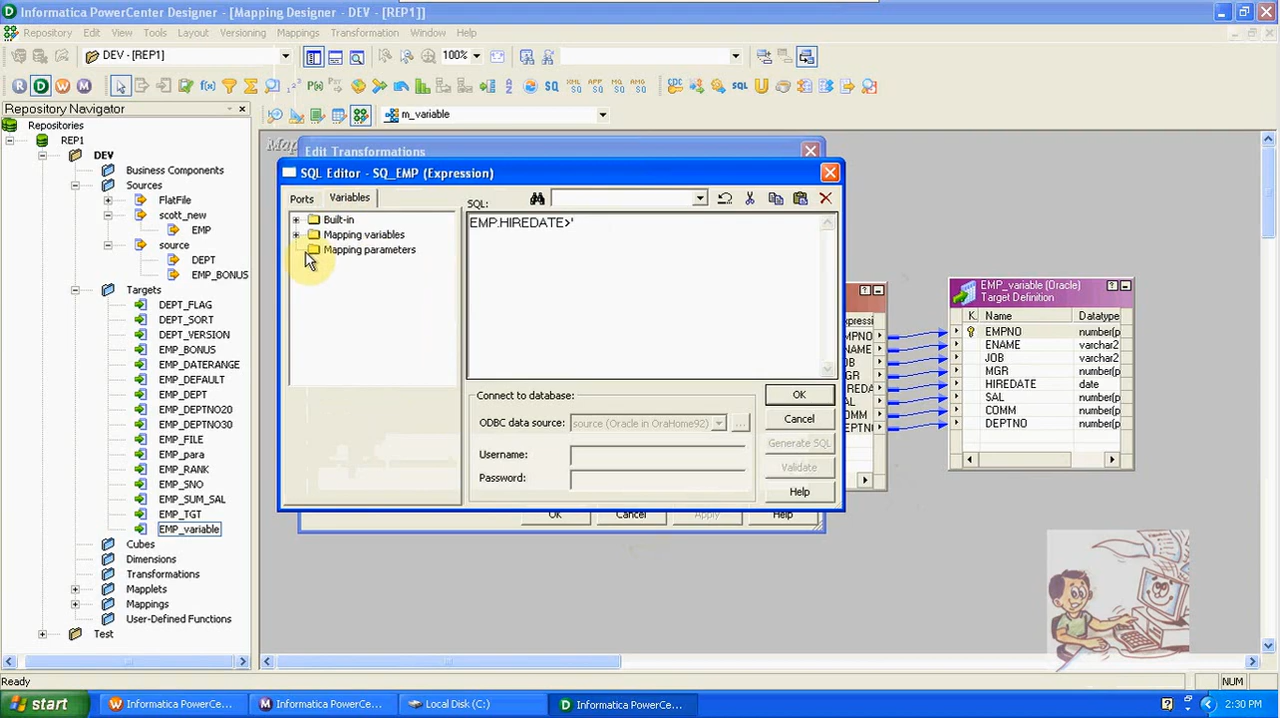 Informatica PowerCenter Designer - [Mapping Designer - DEV - [REP1]]
Repository Edit View Tools Layout Versioning Mappings Transformation Window Help
DEV - [REP1]
100%
m_variable
Repository Navigator
Repositories
REP1
DEV
Business Components
Sources
FlatFile
scott_new
EMP
source
DEPT
EMP_BONUS
Targets
DEPT_FLAG
DEPT_SORT
DEPT_VERSION
EMP_BONUS
EMP_DATERANGE
EMP_DEFAULT
EMP_DEPT
EMP_DEPTNO20
EMP_DEPTNO30
EMP_FILE
EMP_para
EMP_RANK
EMP_SNO
EMP_SUM_SAL
EMP_TGT
EMP_variable
Cubes
Dimensions
Transformations
Mapplets
Mappings
User-Defined Functions
Test
Edit Transformations
SQL Editor - SQ_EMP (Expression)
Ports Variables
Built-in
Mapping variables
Mapping parameters
SQL:
EMP.HIREDATE>'
Connect to database:
ODBC data source: source (Oracle in OraHome92) ...
Username:
Password:
OK
Cancel
Generate SQL
Validate
Help
OK Cancel Apply Help
EMP_variable (Oracle)
Target Definition
K. Name Datatype
EMPNO number(p
ENAME varchar2
JOB varchar2
MGR number(p
HIREDATE date
SAL number(p
COMM number(p
DEPTNO number(p
Ready
NUM
start
Informatica PowerCe...
Informatica PowerCe...
Local Disk (C:)
Informatica PowerCe...
2:30 PM